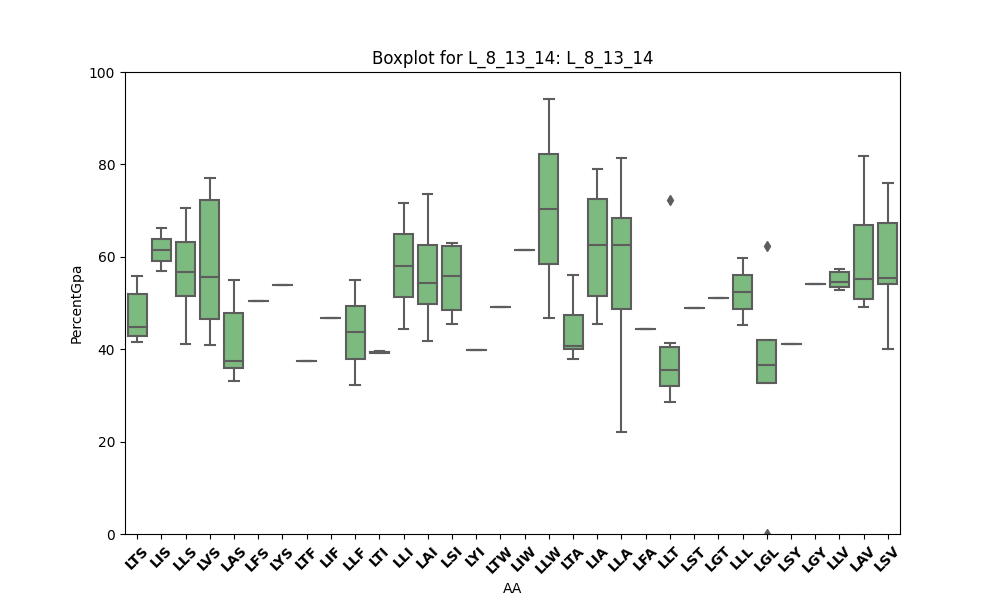 Boxplot for L_8_13_14: L_8_13_14
PercentGpa
100
80
60
40
20
0
LTS LIS LLS LVS LAS LFS LYS LTF LIF LLF LTI LLI LAI LSI LYI LTW LIW LLW LTA LIA LLA LFA LLT LST LGT LLL LGL LSY LGY LLV LAV LSV
AA